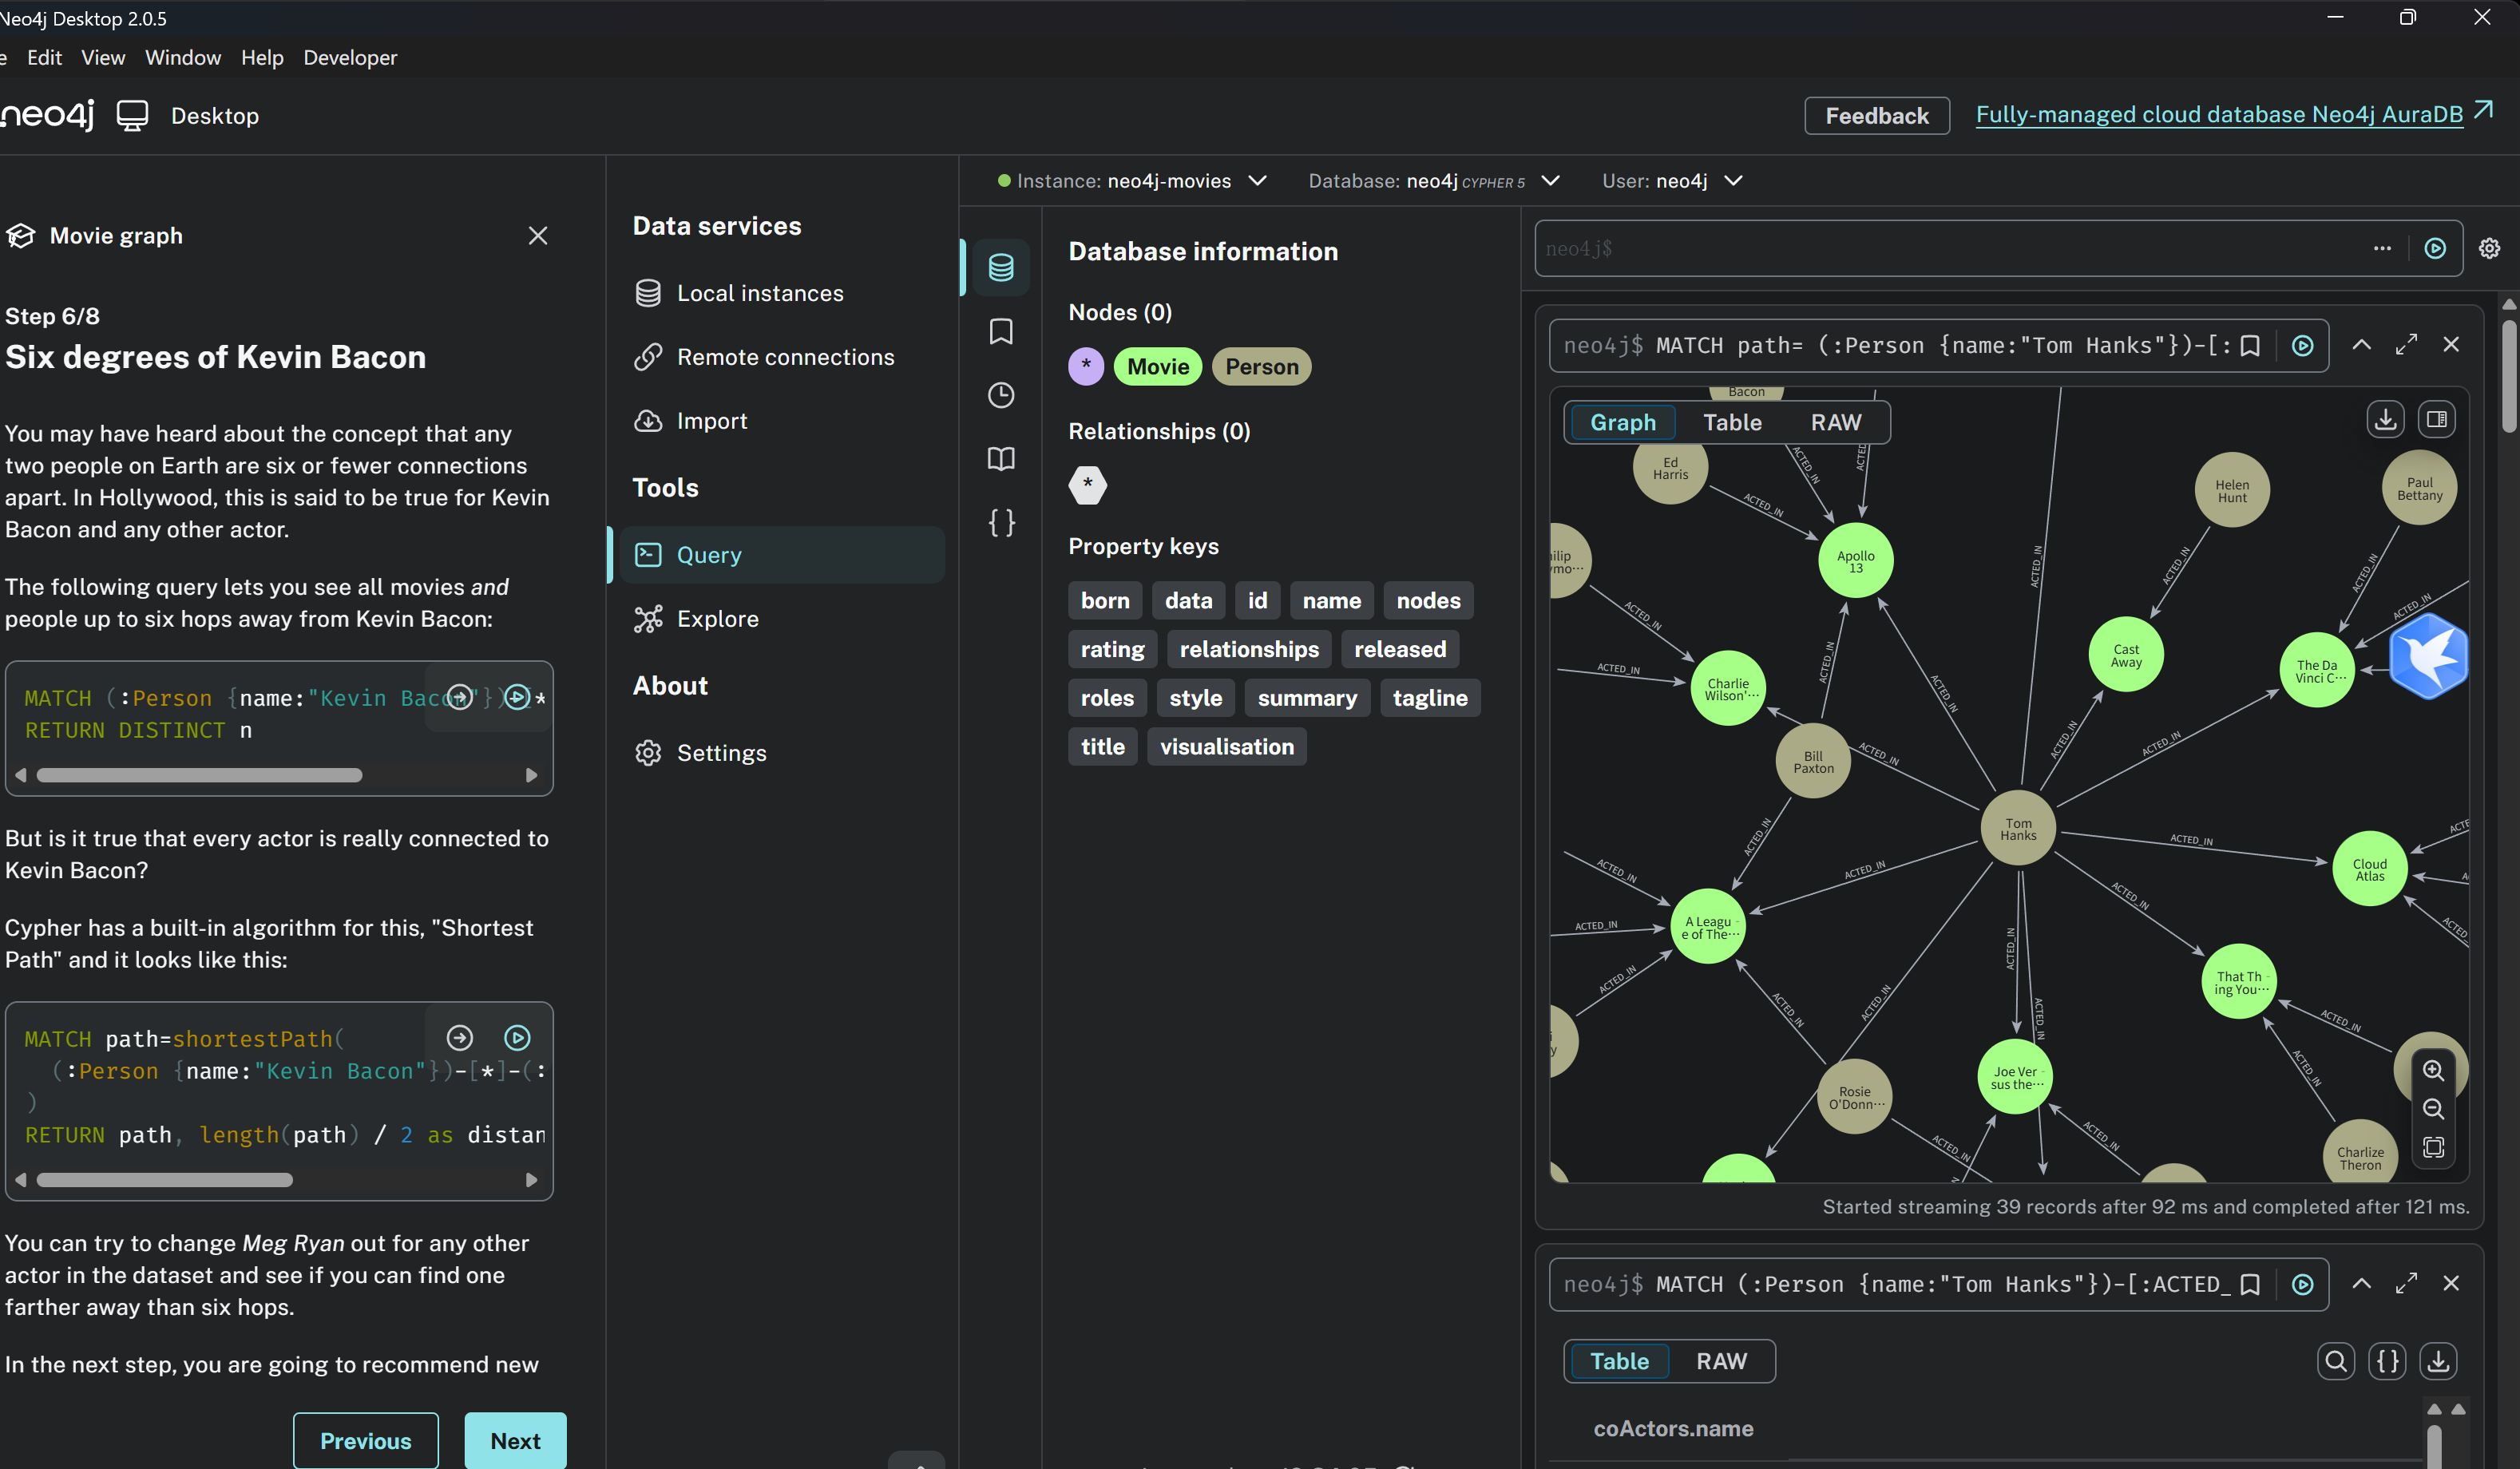 Neo4j Desktop 2.0.5
Edit View Window Help Developer
neo4j Desktop
Feedback
Fully-managed cloud database Neo4j AuraDB
Instance: neo4j-movies
Database: neo4j CYPHER 5
User: neo4j
Movie graph
Step 6/8
Six degrees of Kevin Bacon
You may have heard about the concept that any
two people on Earth are six or fewer connections
apart. In Hollywood, this is said to be true for Kevin
Bacon and any other actor.
The following query lets you see all movies and
people up to six hops away from Kevin Bacon:
MATCH (:Person {name:"Kevin Bacon"})-[*
RETURN DISTINCT n
But is it true that every actor is really connected to
Kevin Bacon?
Cypher has a built-in algorithm for this, "Shortest
Path" and it looks like this:
MATCH path=shortestPath(
(:Person {name:"Kevin Bacon"})-[*]-(:
)
RETURN path, length(path) / 2 as distan
You can try to change Meg Ryan out for any other
actor in the dataset and see if you can find one
farther away than six hops.
In the next step, you are going to recommend new
Previous
Next
Data services
Local instances
Remote connections
Import
Tools
Query
Explore
About
Settings
Database information
Nodes (0)
* Movie Person
Relationships (0)
*
Property keys
born data id name nodes
rating relationships released
roles style summary tagline
title visualisation
neo4j$
neo4j$ MATCH path= (:Person {name:"Tom Hanks"})-[:
Graph Table RAW
Bacon
Ed
Harris
Helen
Hunt
Paul
Bettany
ACTED_IN
ACTED_IN
ACTED_IN
Apollo
13
ACTED_IN
ACTED_IN
ACTED_IN
ACTED_IN
ACTED_IN
Cast
Away
The Da
Vinci C…
ACTED_IN
Charlie
Wilson'…
ACTED_IN
ACTED_IN
Bill
Paxton
ACTED_IN
ACTED_IN
ACTED_IN
Tom
Hanks
ACTED_IN
ACTED_IN
ACTED_IN
ACTED_IN
Cloud
Atlas
ACTED_IN
A Leagu
e of The…
ACTED_IN
ACTED_IN
ACTED_IN
ACTED_IN
That Th
ing You…
ACTED_IN
ACTED_IN
ACTED_IN
ACTED_IN
ACTED_IN
Joe Ver
sus the…
Rosie
O'Donn…
ACTED_IN
ACTED_IN
ACTED_IN
Charlize
Theron
Started streaming 39 records after 92 ms and completed after 121 ms.
neo4j$ MATCH (:Person {name:"Tom Hanks"})-[:ACTED_
Table RAW
coActors.name